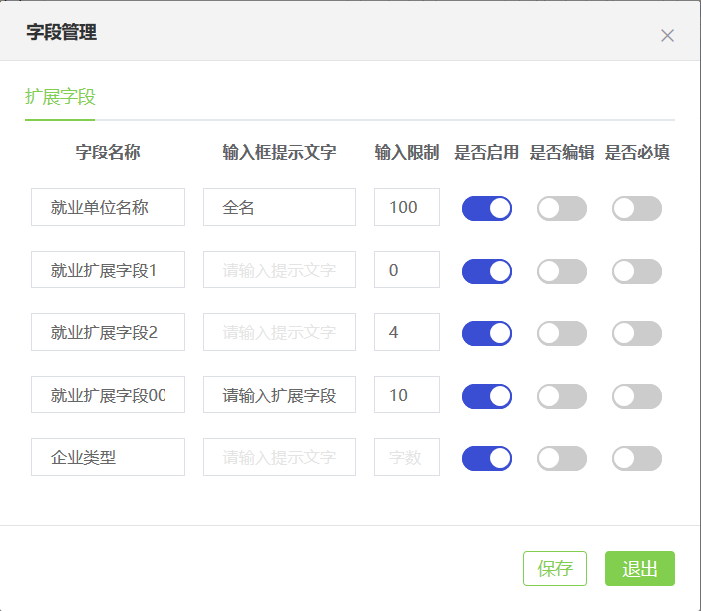 字段管理
扩展字段
字段名称 输入框提示文字 输入限制 是否启用 是否编辑 是否必填
就业单位名称 全名 100
就业扩展字段1 请输入提示文字 0
就业扩展字段2 请输入提示文字 4
就业扩展字段00 请输入扩展字段 10
企业类型 请输入提示文字 字数
保存 退出